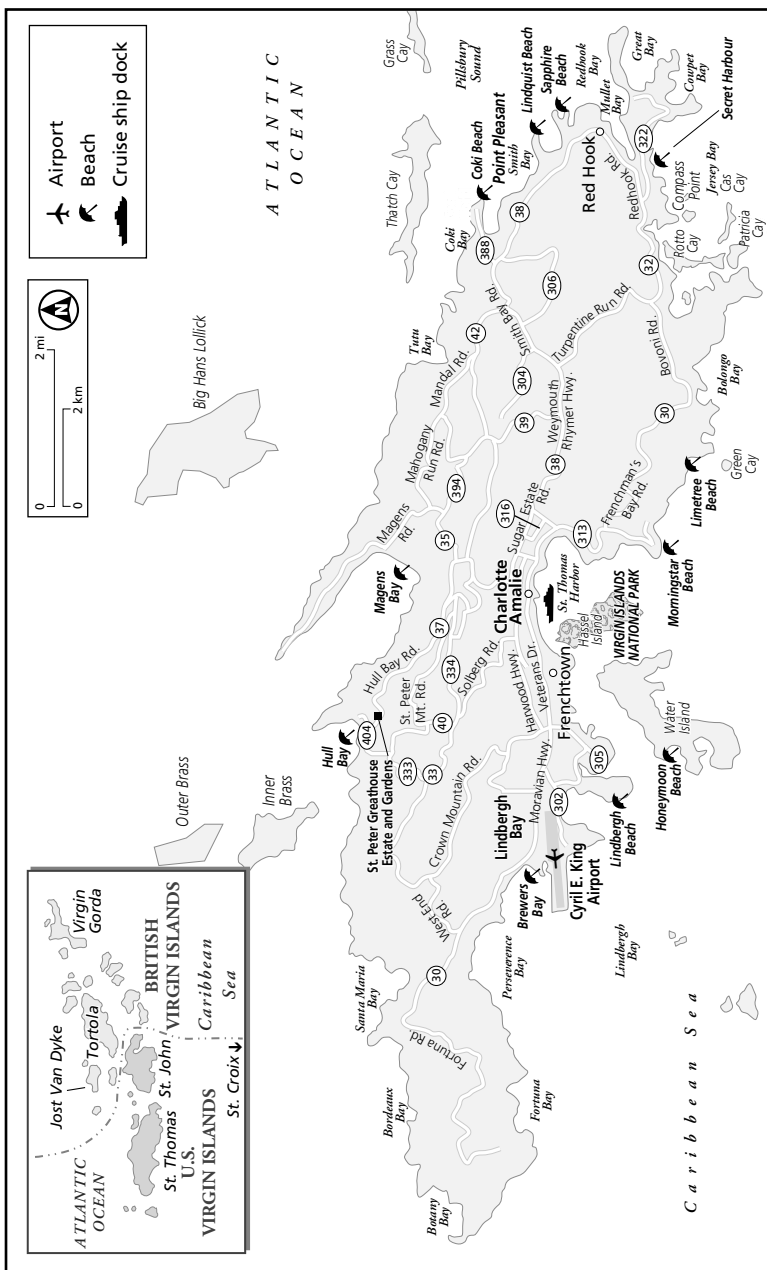 ATLANTIC
OCEAN
Jost Van Dyke
Tortola
Virgin
Gorda
BRITISH
VIRGIN ISLANDS
St. Thomas
St. John
U.S.
VIRGIN ISLANDS
Caribbean
Sea
St. Croix
0
2 mi
0
2 km
N
Airport
Beach
Cruise ship dock
ATLANTIC
OCEAN
Outer Brass
Inner
Brass
Big Hans Lollick
Thatch Cay
Grass
Cay
Pillsbury
Sound
Botany
Bay
Bordeaux
Bay
Santa Maria
Bay
Hull
Bay
404
St. Peter Greathouse
Estate and Gardens
Hull Bay Rd.
St. Peter
Mt. Rd.
333
33
40
334
37
Magens
Bay
Magens
Rd.
35
Mahogany
Run Rd.
394
Mandal Rd.
42
Tutu
Bay
Coki
Bay
388
Coki Beach
Point Pleasant
Smith
Bay
38
Lindquist Beach
Sapphire
Beach
Redbook
Bay
Mullet
Bay
Great
Bay
Cowpet
Bay
Secret Harbour
322
Red Hook
Redhook Rd.
Compass
Point
Jersey Bay
Cas
Cay
Rotto
Cay
Patricia
Cay
32
Smith Bay Rd.
306
304
39
Turpentine Run Rd.
Weymouth
Rhymer Hwy.
38
Bovoni Rd.
Bolongo
Bay
30
Frenchman's
Bay Rd.
Limetree
Beach
Green
Cay
Sugar Estate
Rd.
316
313
Morningstar
Beach
Charlotte
Amalie
St. Thomas
Harbor
Hassel
Island
VIRGIN ISLANDS
NATIONAL PARK
Frenchtown
Veterans Dr.
Harwood Hwy.
Solberg Rd.
Crown Mountain Rd.
Moravian Hwy.
305
302
Water
Island
Honeymoon
Beach
Lindbergh
Bay
Lindbergh
Beach
Cyril E. King
Airport
Brewers
Bay
Lindbergh
Bay
Perseverence
Bay
West End
Rd.
30
Fortuna Rd.
Fortuna
Bay
Caribbean Sea